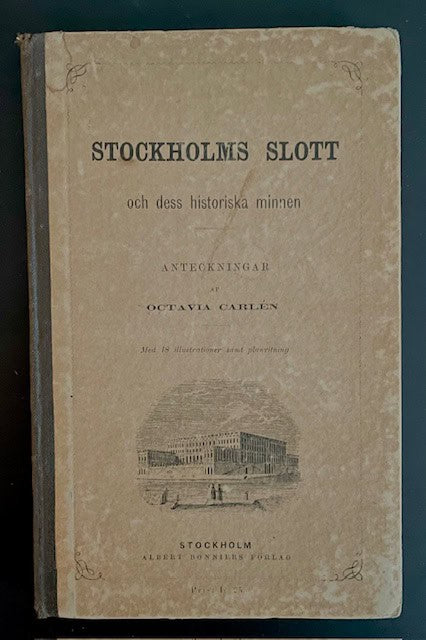 STOCKHOLMS SLOTT
och dess historiska minnen
ANTECKNINGAR
AF
OCTAVIA CARLÉN
Med 18 illustrationer samt planritning
STOCKHOLM
ALBERT BONNIERS FÖRLAG